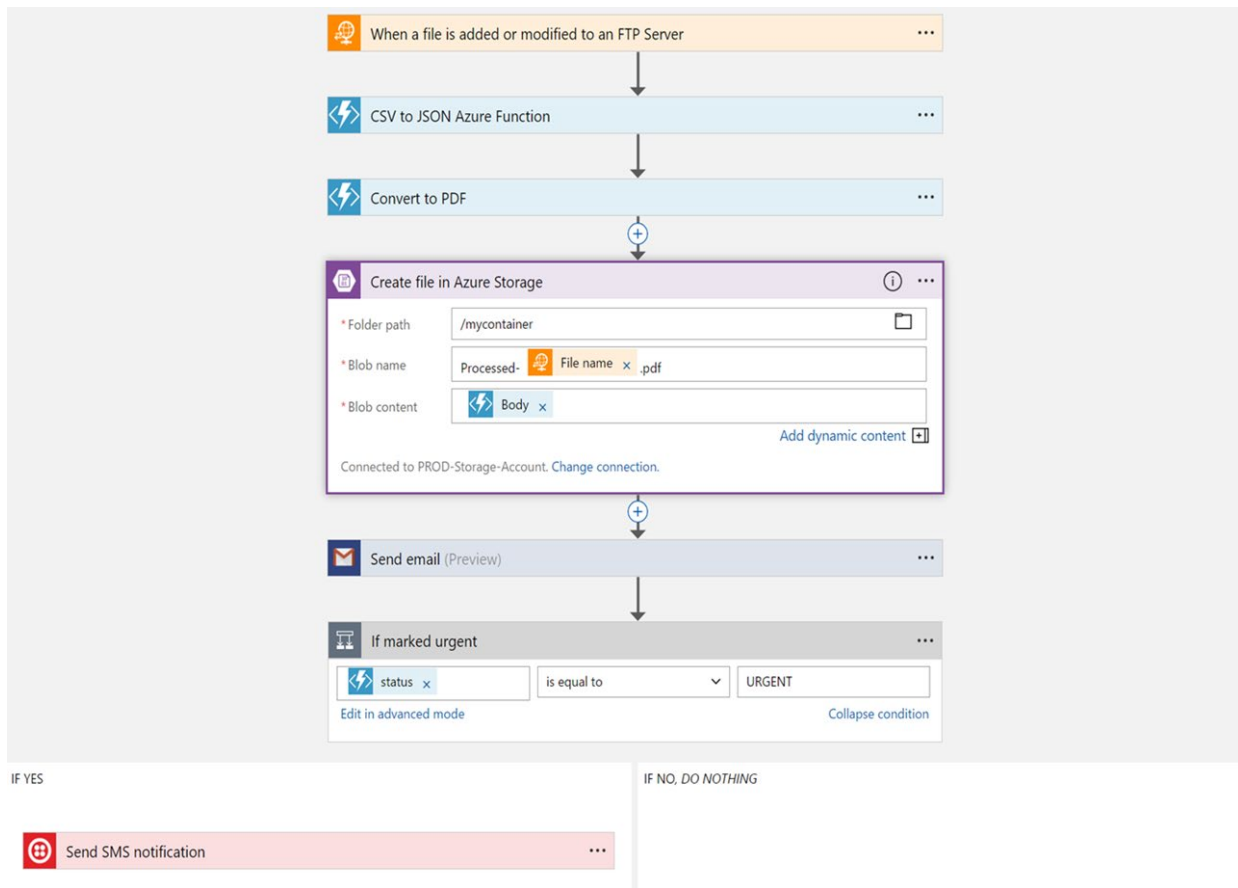 When a file is added or modified to an FTP Server
CSV to JSON Azure Function
Convert to PDF
Create file in Azure Storage
* Folder path /mycontainer
* Blob name Processed- File name x .pdf
* Blob content Body x
Add dynamic content
Connected to PROD-Storage-Account. Change connection.
Send email (Preview)
If marked urgent
status x is equal to URGENT
Edit in advanced mode Collapse condition
IF YES IF NO, DO NOTHING
Send SMS notification